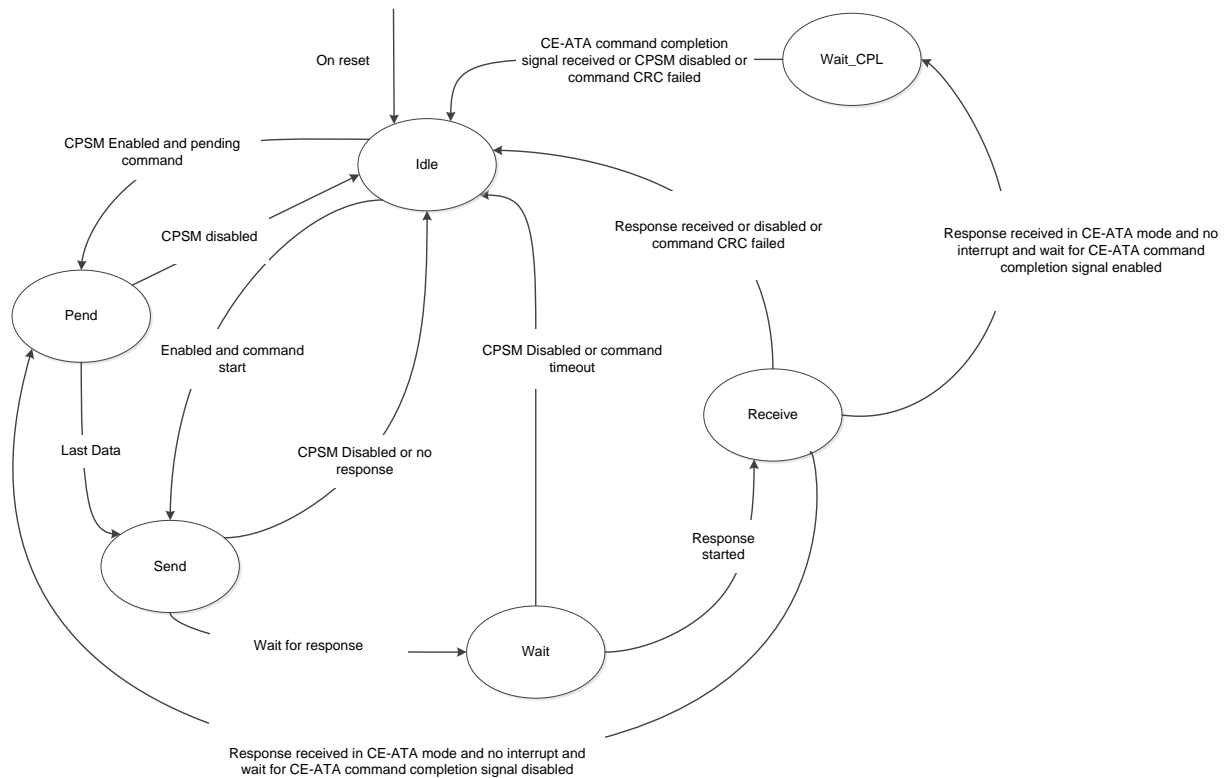 CE-ATA command completion
signal received or CPSM disabled or
command CRC failed
Wait_CPL
On reset
CPSM Enabled and pending
command
Idle
Response received or disabled or
command CRC failed
Response received in CE-ATA mode and no
interrupt and wait for CE-ATA command
completion signal enabled
CPSM disabled
Pend
Enabled and command
start
CPSM Disabled or command
timeout
Receive
Last Data
CPSM Disabled or no
response
Response
started
Send
Wait for response
Wait
Response received in CE-ATA mode and no interrupt and
wait for CE-ATA command completion signal disabled